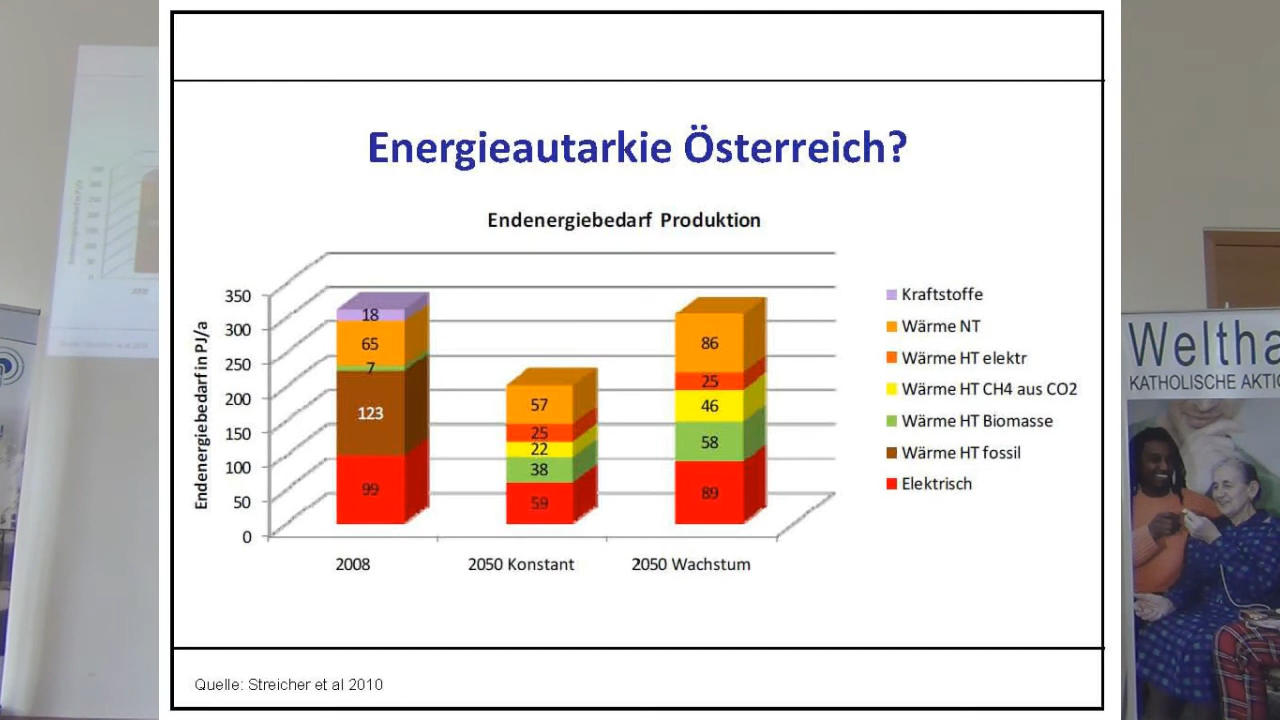 Energieautarkie Österreich?
Endenergiebedarf Produktion
Endenergiebedarf in PJ/a
350
300
250
200
150
100
50
0
18
65
7
123
99
57
25
22
38
59
86
25
46
58
89
2008
2050 Konstant
2050 Wachstum
Kraftstoffe
Wärme NT
Wärme HT elektr
Wärme HT CH4 aus CO2
Wärme HT Biomasse
Wärme HT fossil
Elektrisch
Quelle: Streicher et al 2010
Weltha
KATHOLISCHE AKTIO